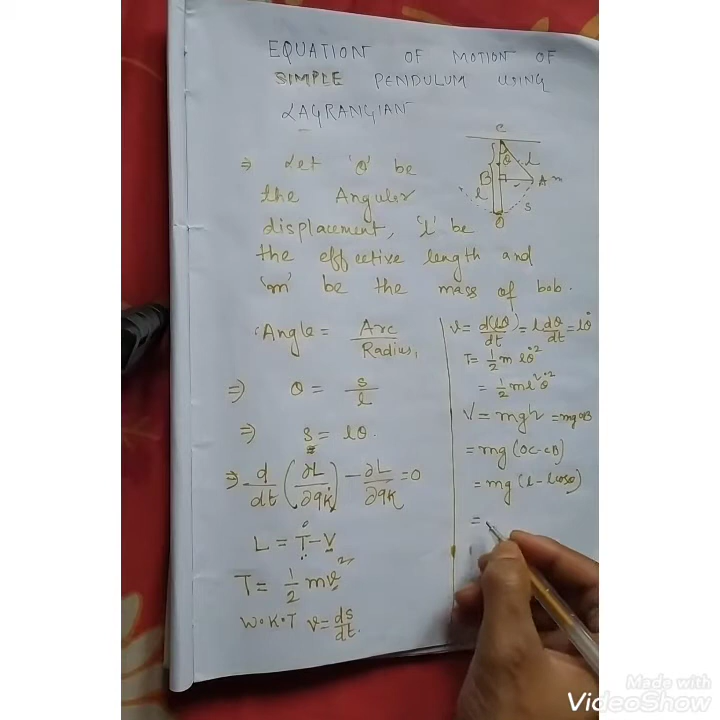 EQUATION OF MOTION OF
SIMPLE PENDULUM USING
LAGRANGIAN
⇒ Let 'θ' be
the Angular
displacement, 'l' be
the effective length and
'm' be the mass of bob.
C
θ
l
B
A m
l
s
O
Angle = Arc/Radius,
⇒ θ = s/l
⇒ s = lθ.
⇒ d/dt (∂L/∂q̇K) - ∂L/∂qK = 0
L = T-V
T = 1/2 mv²
W.K.T v = ds/dt.
v = d(lθ)/dt = l dθ/dt = lθ̇
T = 1/2 m lθ̇²
= 1/2 ml²θ̇²
V = mgh = mgOB
= mg (OC-CB)
= mg (l - lcosθ)
=
Made with
VideoShow